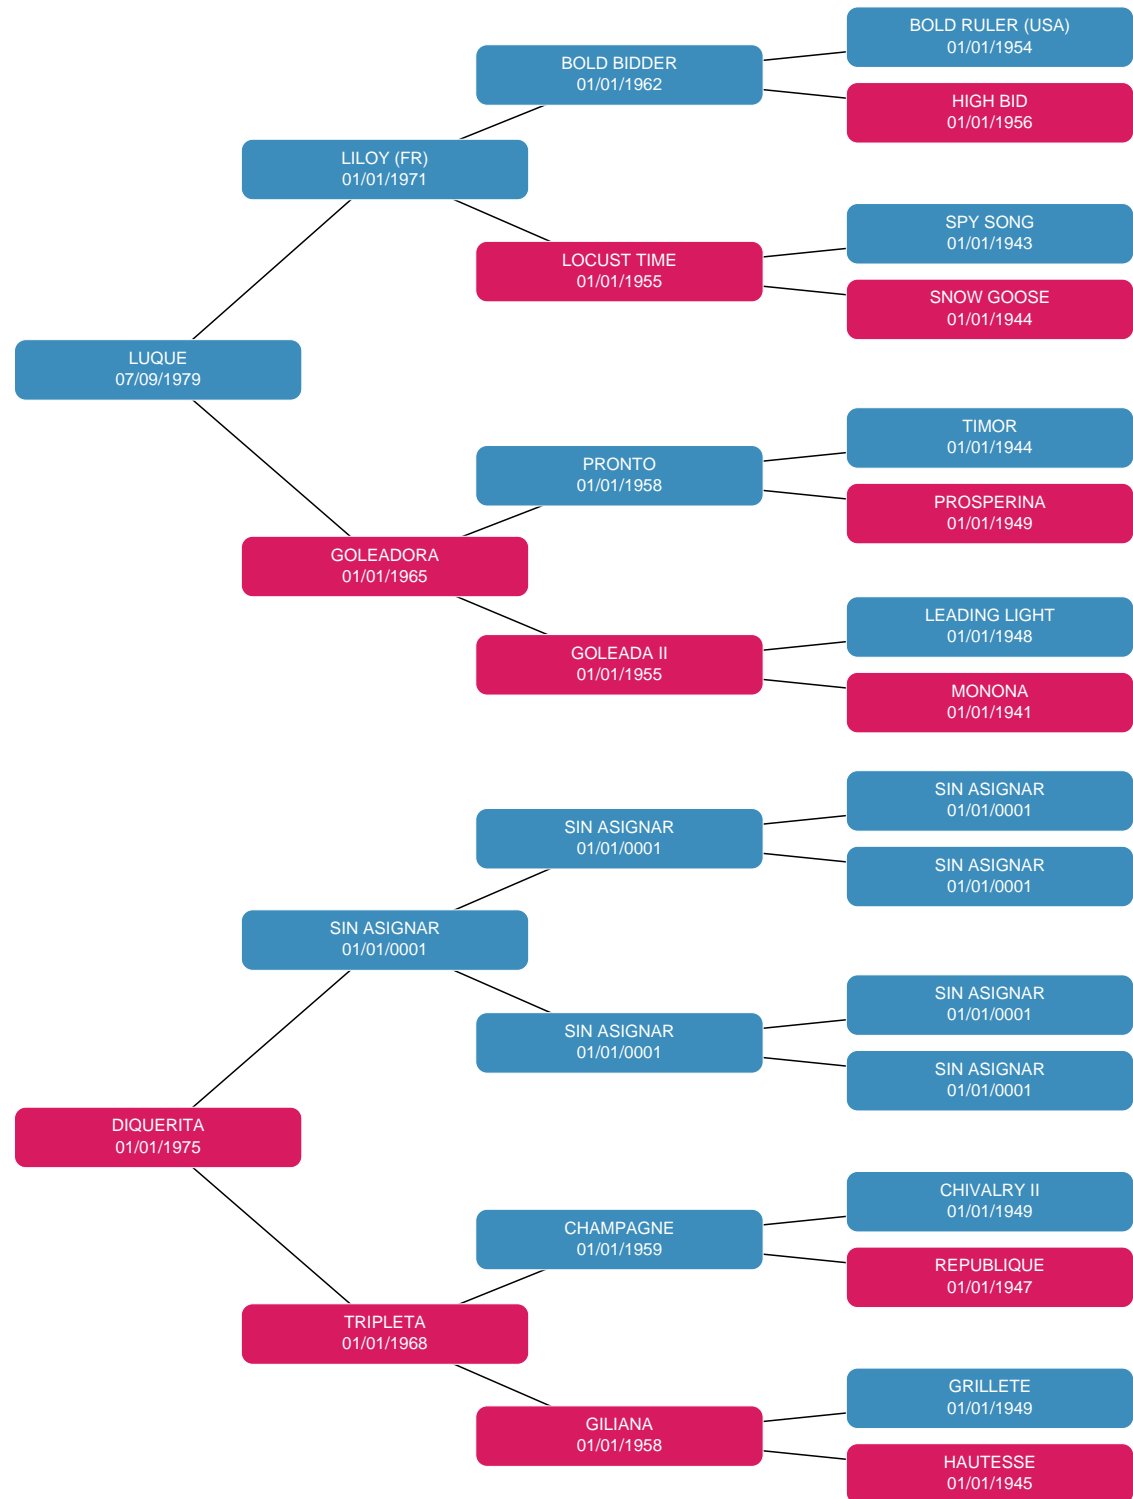 BOLD RULER (USA)
01/01/1954
BOLD BIDDER
01/01/1962
HIGH BID
01/01/1956
LILOY (FR)
01/01/1971
SPY SONG
01/01/1943
LOCUST TIME
01/01/1955
SNOW GOOSE
01/01/1944
LUQUE
07/09/1979
TIMOR
01/01/1944
PRONTO
01/01/1958
PROSPERINA
01/01/1949
GOLEADORA
01/01/1965
LEADING LIGHT
01/01/1948
GOLEADA II
01/01/1955
MONONA
01/01/1941
SIN ASIGNAR
01/01/0001
SIN ASIGNAR
01/01/0001
SIN ASIGNAR
01/01/0001
SIN ASIGNAR
01/01/0001
SIN ASIGNAR
01/01/0001
SIN ASIGNAR
01/01/0001
SIN ASIGNAR
01/01/0001
DIQUERITA
01/01/1975
CHIVALRY II
01/01/1949
CHAMPAGNE
01/01/1959
REPUBLIQUE
01/01/1947
TRIPLETA
01/01/1968
GRILLETE
01/01/1949
GILIANA
01/01/1958
HAUTESSE
01/01/1945